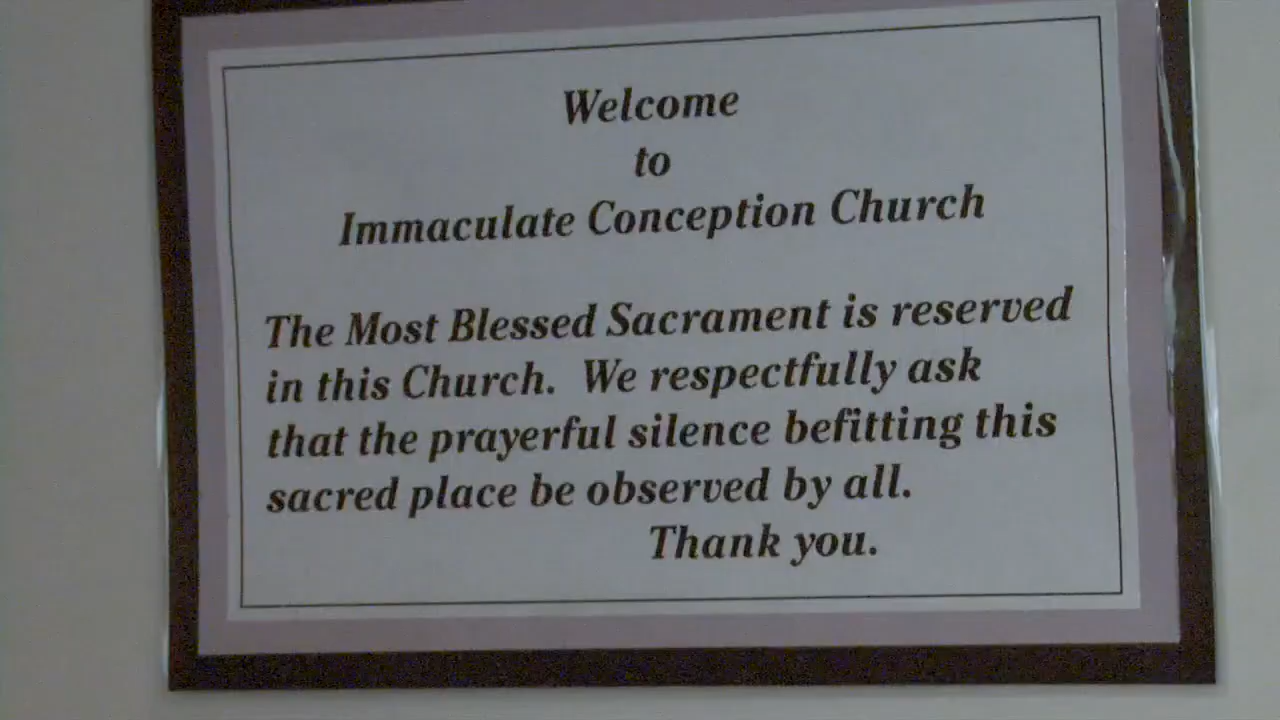 Welcome
to
Immaculate Conception Church
The Most Blessed Sacrament is reserved
in this Church. We respectfully ask
that the prayerful silence befitting this
sacred place be observed by all.
Thank you.